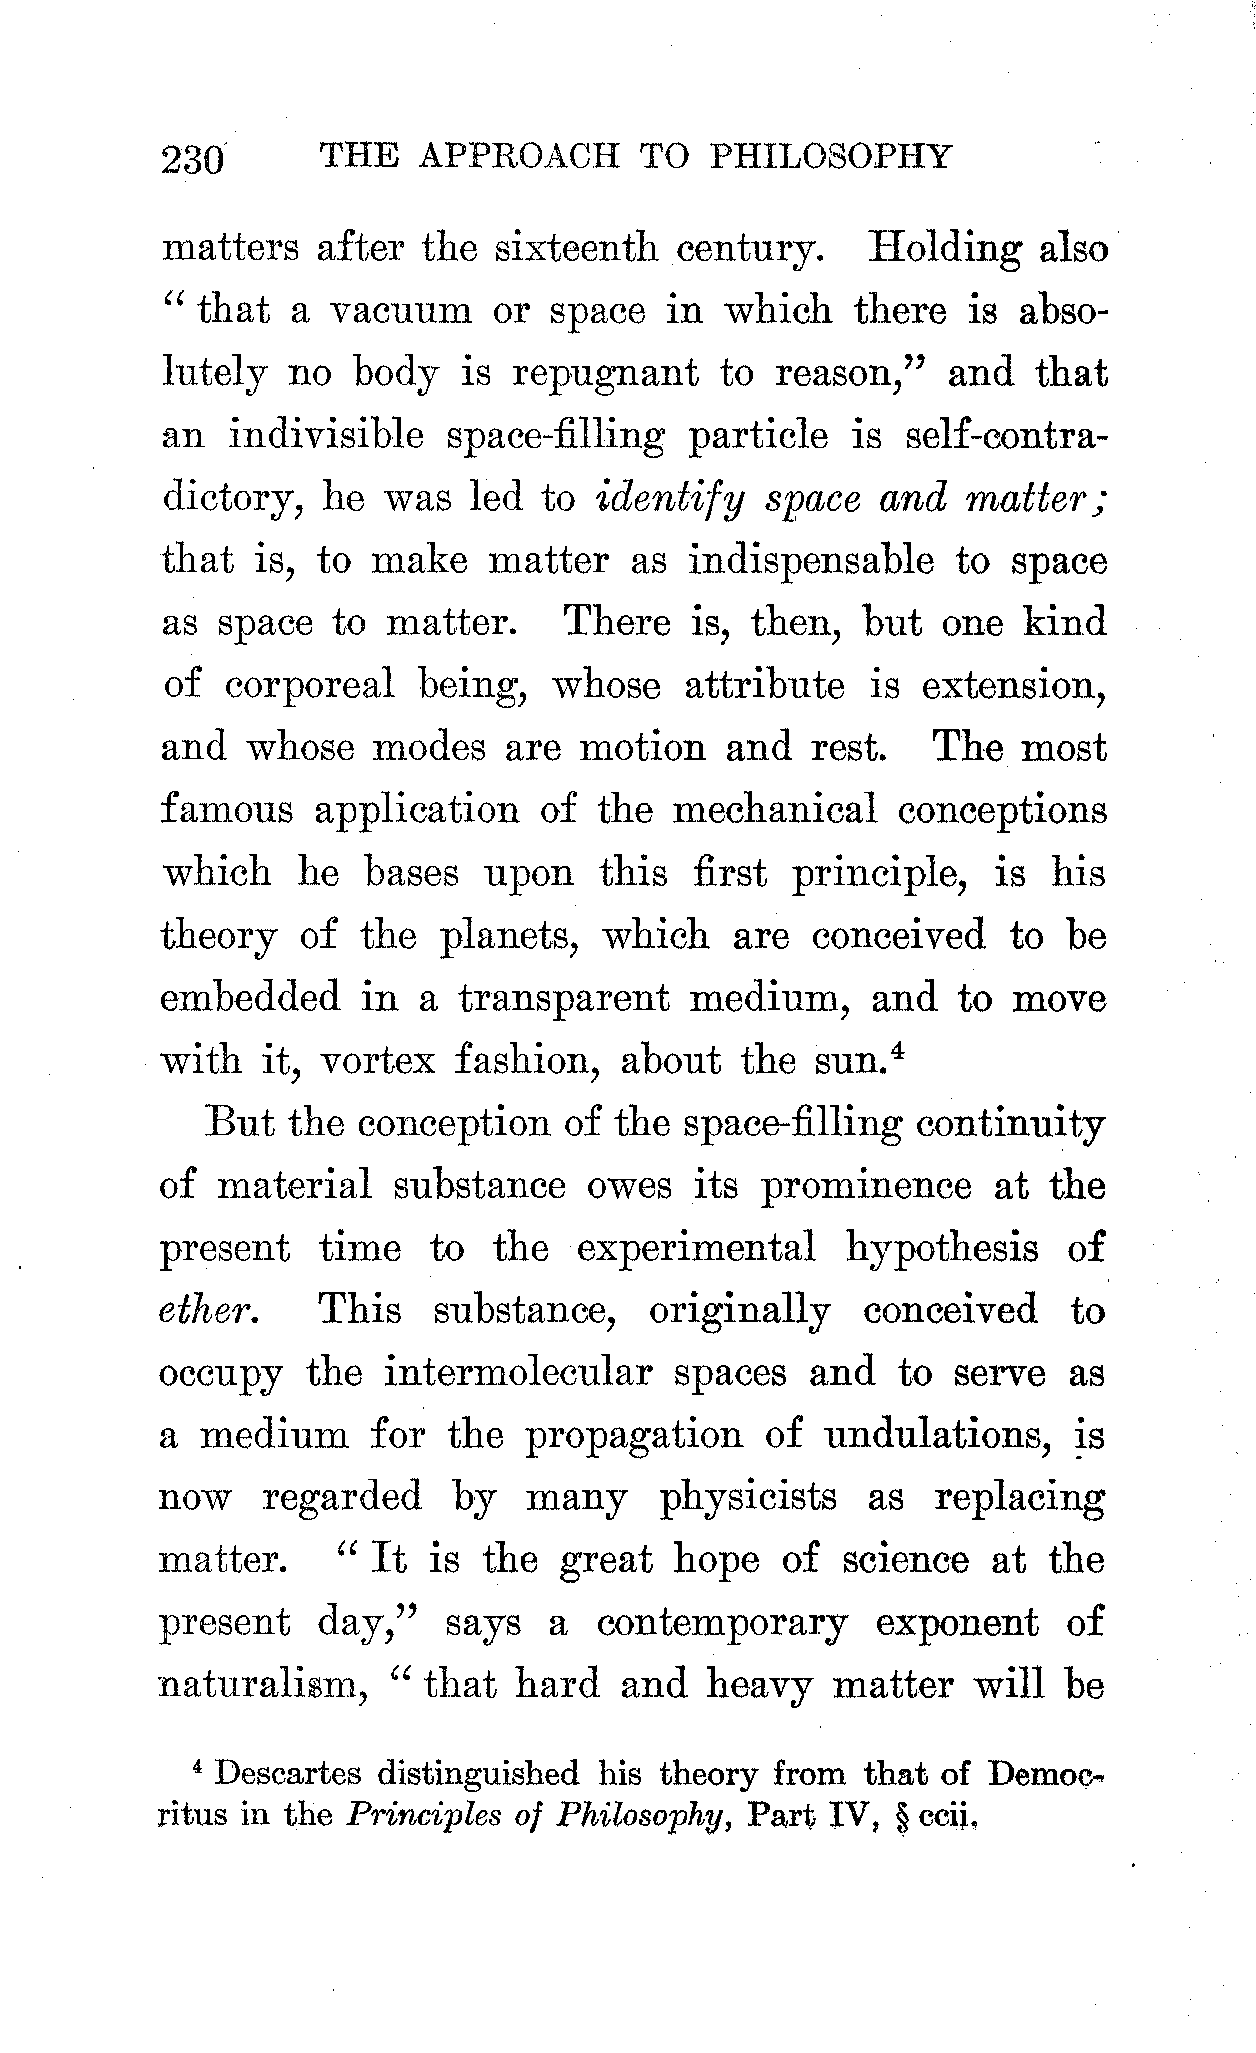 230 THE APPROACH TO PHILOSOPHY
matters after the sixteenth century. Holding also
" that a vacuum or space in which there is abso-
lutely no body is repugnant to reason," and that
an indivisible space-filling particle is self-contra-
dictory, he was led to identify space and matter;
that is, to make matter as indispensable to space
as space to matter. There is, then, but one kind
of corporeal being, whose attribute is extension,
and whose modes are motion and rest. The most
famous application of the mechanical conceptions
which he bases upon this first principle, is his
theory of the planets, which are conceived to be
embedded in a transparent medium, and to move
with it, vortex fashion, about the sun.⁴
But the conception of the space-filling continuity
of material substance owes its prominence at the
present time to the experimental hypothesis of
ether. This substance, originally conceived to
occupy the intermolecular spaces and to serve as
a medium for the propagation of undulations, is
now regarded by many physicists as replacing
matter. " It is the great hope of science at the
present day," says a contemporary exponent of
naturalism, " that hard and heavy matter will be
⁴ Descartes distinguished his theory from that of Democ-
ritus in the Principles of Philosophy, Part IV, § ccii.